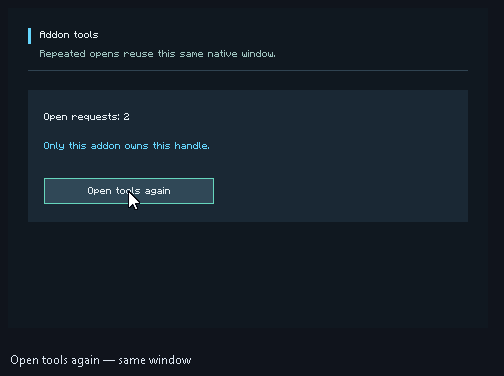 Addon tools
Repeated opens reuse this same native window.
Open requests: 2
Only this addon owns this handle.
Open tools again
Open tools again — same window